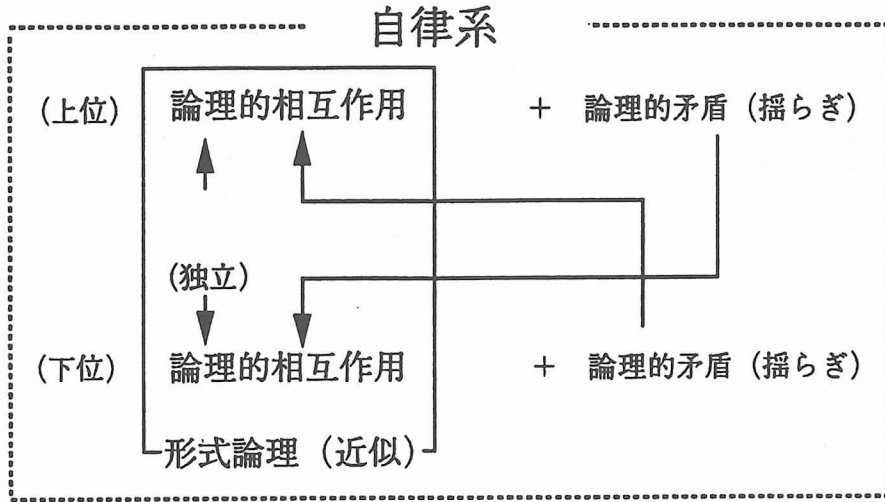 自律系
(上位) 論理的相互作用 + 論理的矛盾 (揺らぎ)
(独立)
(下位) 論理的相互作用 + 論理的矛盾 (揺らぎ)
形式論理 (近似)